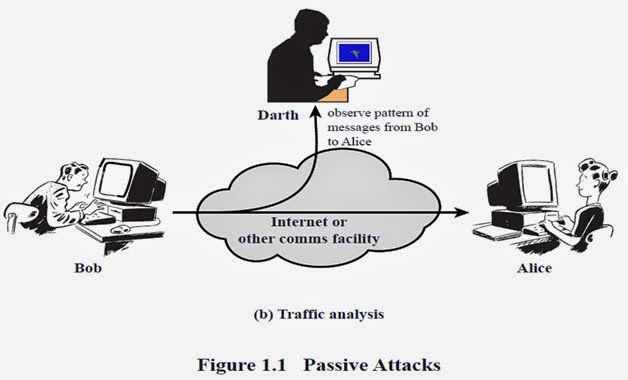 Darth
observe pattern of
messages from Bob
to Alice
Internet or
other comms facility
Bob
Alice
(b) Traffic analysis
Figure 1.1 Passive Attacks